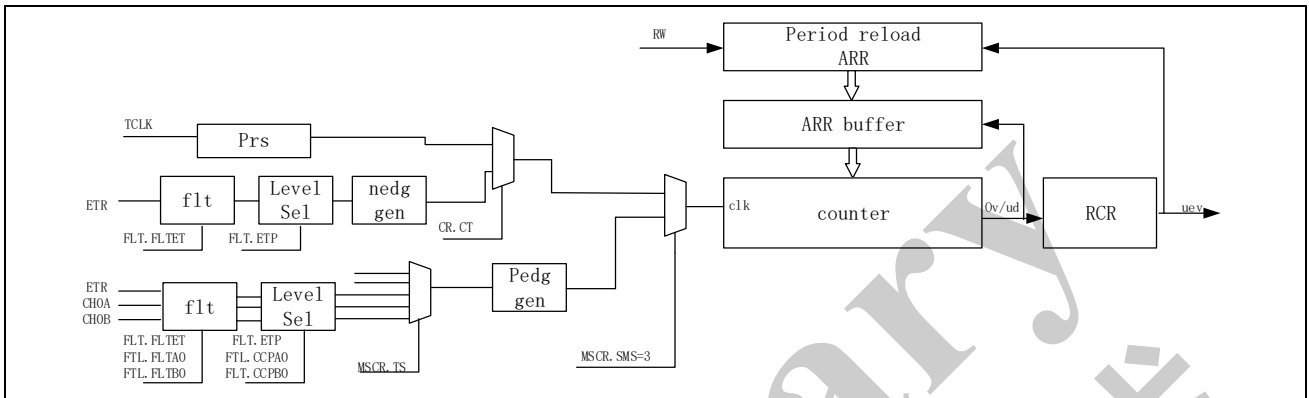 RW
Period reload
ARR
ARR buffer
TCLK
Prs
ETR
flt
Level
Sel
nedg
gen
FLT.FLTET
FLT.ETP
CR.CT
clk
counter
Ov/ud
RCR
uev
ETR
CH0A
CH0B
flt
Level
Sel
Pedg
gen
FLT.FLTET
FTL.FLTA0
FTL.FLTB0
FLT.ETP
FTL.CCPA0
FLT.CCPB0
MSCR.TS
MSCR.SMS=3
ary